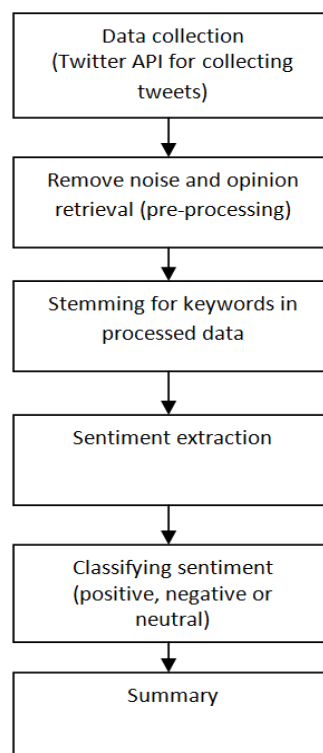 Data collection
(Twitter API for collecting
tweets)
Remove noise and opinion
retrieval (pre-processing)
Stemming for keywords in
processed data
Sentiment extraction
Classifying sentiment
(positive, negative or
neutral)
Summary